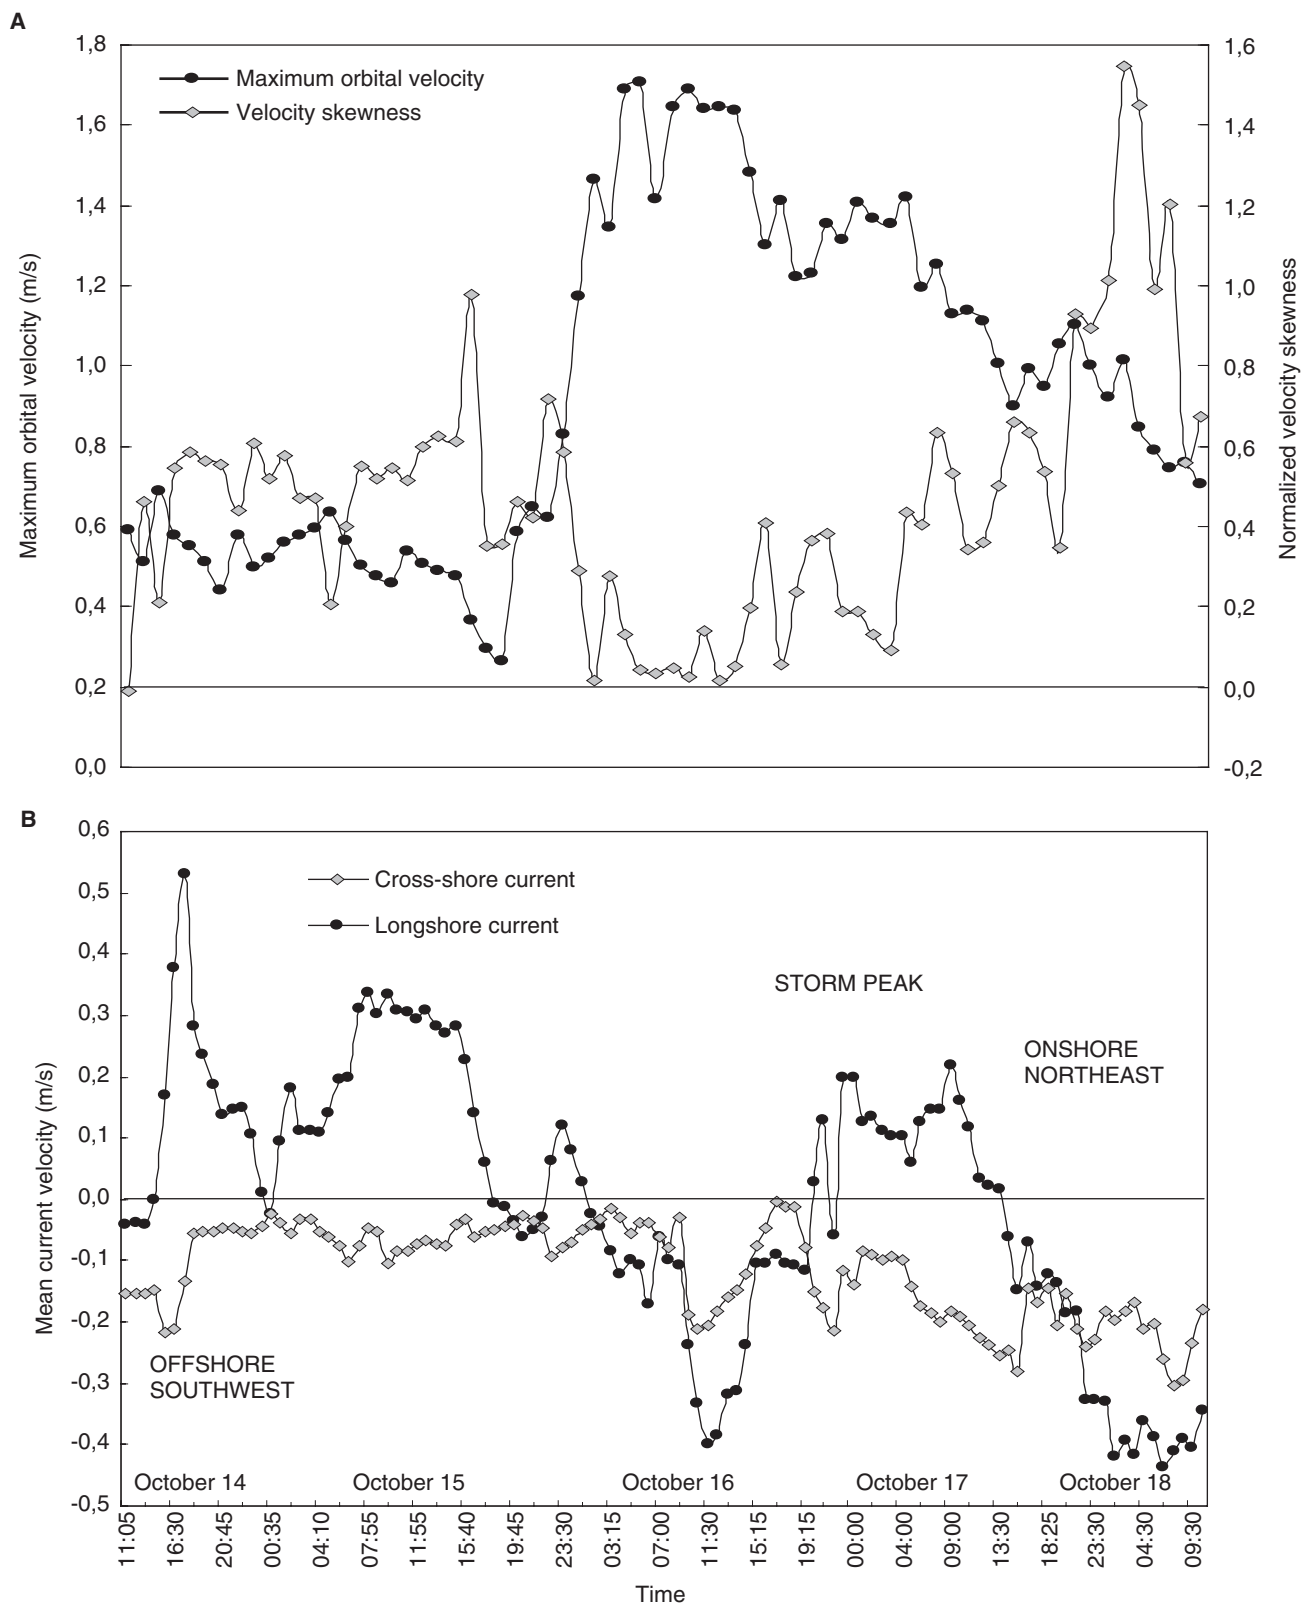 A
1,8
1,6
1,4
1,2
1,0
0,8
0,6
0,4
0,2
0,0
Maximum orbital velocity (m/s)
Maximum orbital velocity
Velocity skewness
1,6
1,4
1,2
1,0
0,8
0,6
0,4
0,2
0,0
-0,2
Normalized velocity skewness
B
0,6
0,5
0,4
0,3
0,2
0,1
0,0
-0,1
-0,2
-0,3
-0,4
-0,5
Mean current velocity (m/s)
Cross-shore current
Longshore current
STORM PEAK
ONSHORE
NORTHEAST
OFFSHORE
SOUTHWEST
October 14
October 15
October 16
October 17
October 18
11:05
16:30
20:45
00:35
04:10
07:55
11:55
15:40
19:45
23:30
03:15
07:00
11:30
15:15
19:15
00:00
04:00
09:00
13:30
18:25
23:30
04:30
09:30
Time